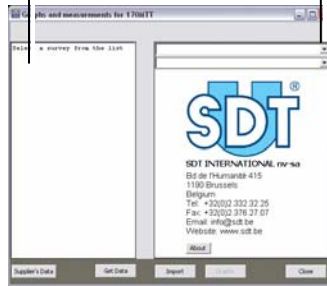 Graphs and measurements for 170MTT
Select a survey from the list
SDT
®
SDT INTERNATIONAL nv-sa
Bd de l'Humanité 415
1190 Brussels
Belgium
Tel: +32(0)2.332.32.25
Fax: +32(0)2.376.27.07
Email: info@sdt.be
Website: www.sdt.be
About
Supplier's Data
Get Data
Import
Close